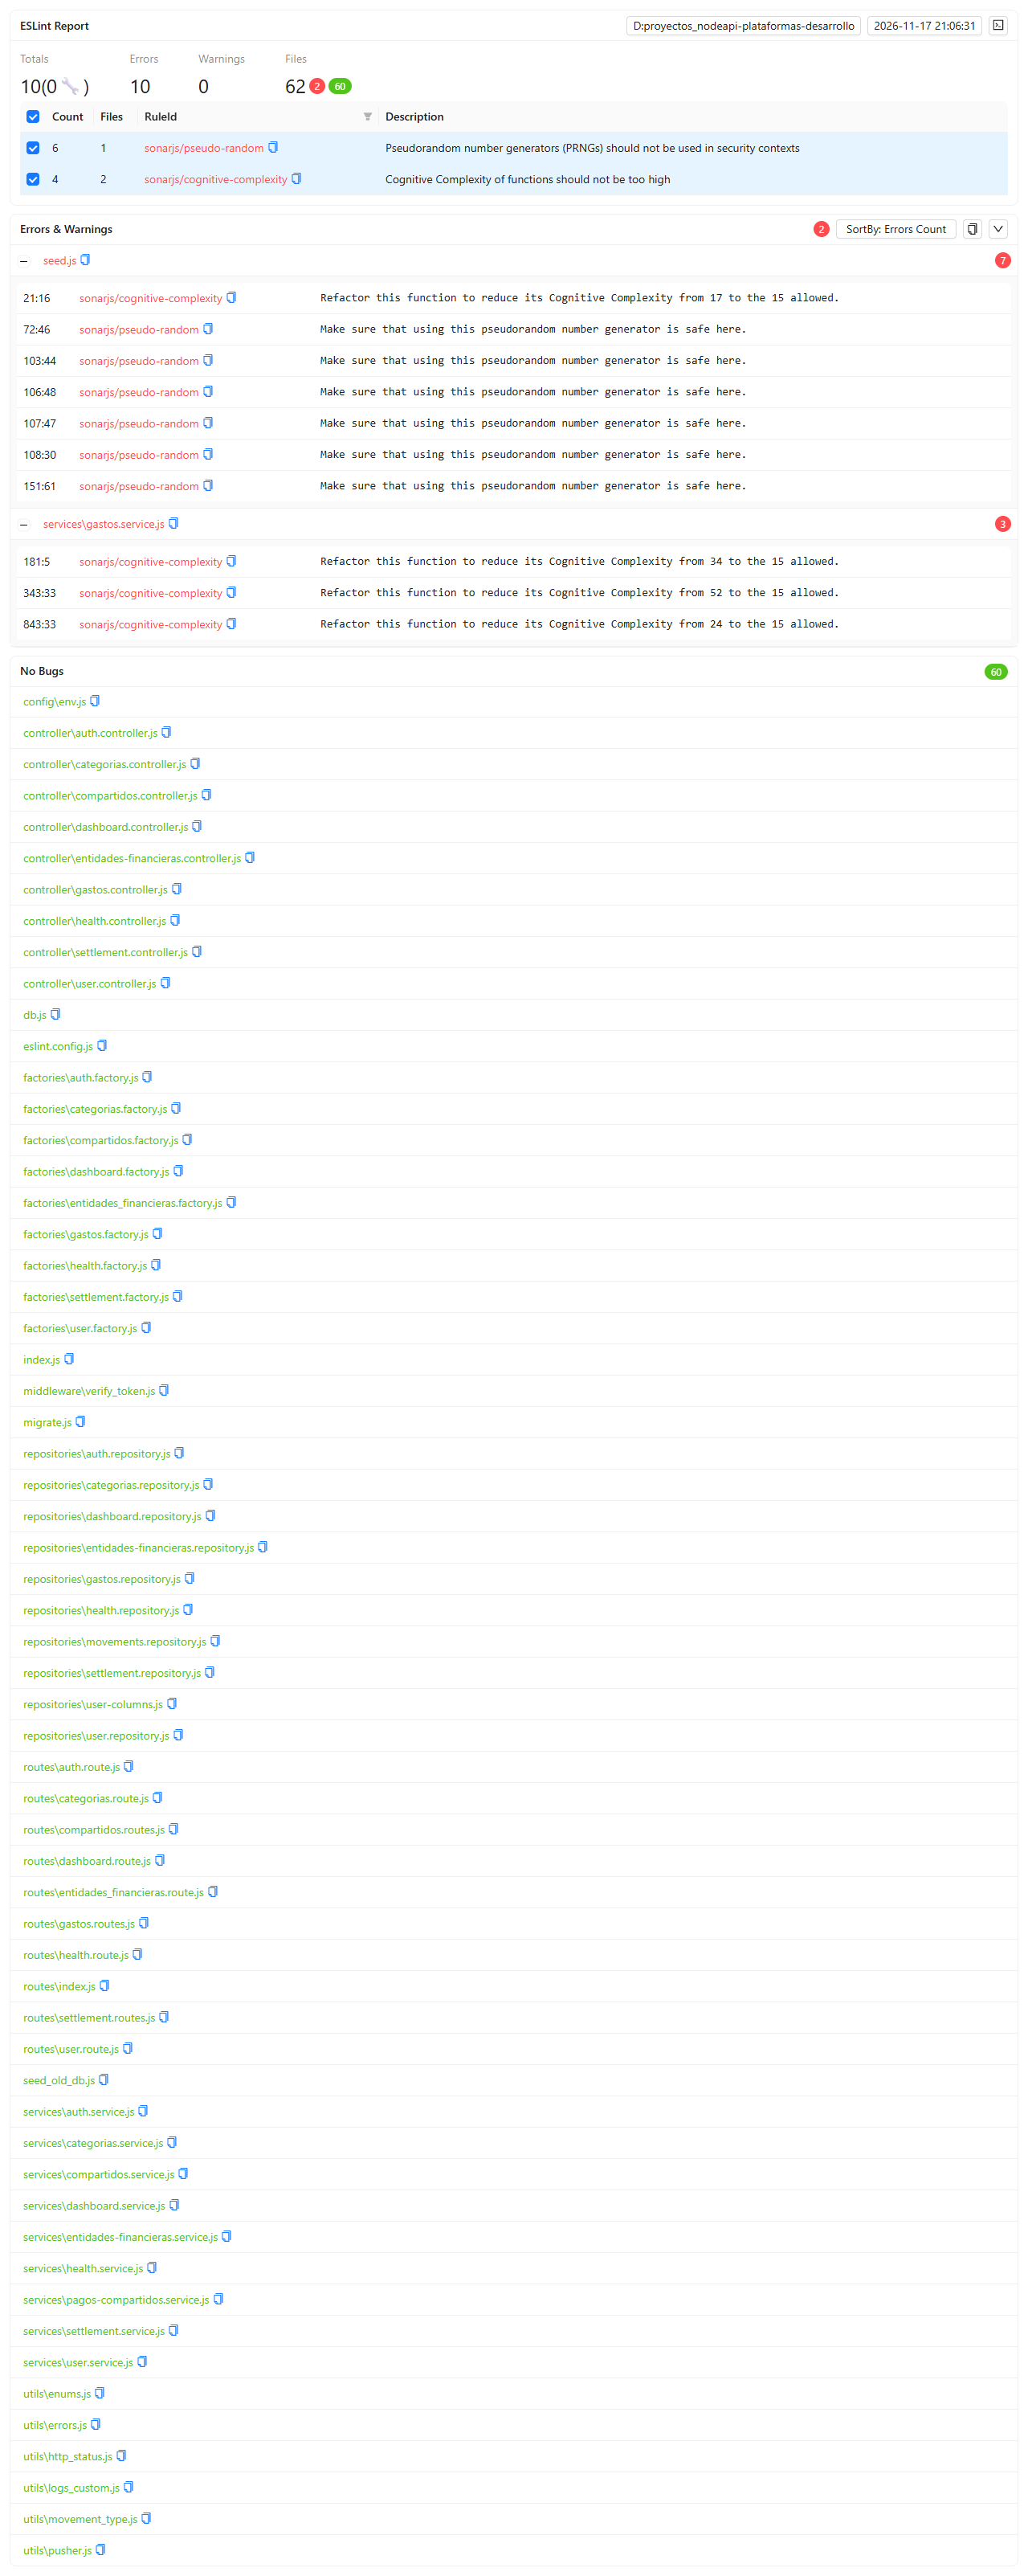 ESLint Report D:proyectos_nodeapi-plataformas-desarrollo 2026-11-17 21:06:31
Totals Errors Warnings Files
10(0 🔧 ) 10 0 62 2 60
Count Files RuleId Description
6 1 sonarjs/pseudo-random Pseudorandom number generators (PRNGs) should not be used in security contexts
4 2 sonarjs/cognitive-complexity Cognitive Complexity of functions should not be too high
Errors & Warnings 2 SortBy: Errors Count
seed.js 7
21:16 sonarjs/cognitive-complexity Refactor this function to reduce its Cognitive Complexity from 17 to the 15 allowed.
72:46 sonarjs/pseudo-random Make sure that using this pseudorandom number generator is safe here.
103:44 sonarjs/pseudo-random Make sure that using this pseudorandom number generator is safe here.
106:48 sonarjs/pseudo-random Make sure that using this pseudorandom number generator is safe here.
107:47 sonarjs/pseudo-random Make sure that using this pseudorandom number generator is safe here.
108:30 sonarjs/pseudo-random Make sure that using this pseudorandom number generator is safe here.
151:61 sonarjs/pseudo-random Make sure that using this pseudorandom number generator is safe here.
services\gastos.service.js 3
181:5 sonarjs/cognitive-complexity Refactor this function to reduce its Cognitive Complexity from 34 to the 15 allowed.
343:33 sonarjs/cognitive-complexity Refactor this function to reduce its Cognitive Complexity from 52 to the 15 allowed.
843:33 sonarjs/cognitive-complexity Refactor this function to reduce its Cognitive Complexity from 24 to the 15 allowed.
No Bugs 60
config\env.js
controller\auth.controller.js
controller\categorias.controller.js
controller\compartidos.controller.js
controller\dashboard.controller.js
controller\entidades-financieras.controller.js
controller\gastos.controller.js
controller\health.controller.js
controller\settlement.controller.js
controller\user.controller.js
db.js
eslint.config.js
factories\auth.factory.js
factories\categorias.factory.js
factories\compartidos.factory.js
factories\dashboard.factory.js
factories\entidades_financieras.factory.js
factories\gastos.factory.js
factories\health.factory.js
factories\settlement.factory.js
factories\user.factory.js
index.js
middleware\verify_token.js
migrate.js
repositories\auth.repository.js
repositories\categorias.repository.js
repositories\dashboard.repository.js
repositories\entidades-financieras.repository.js
repositories\gastos.repository.js
repositories\health.repository.js
repositories\movements.repository.js
repositories\settlement.repository.js
repositories\user-columns.js
repositories\user.repository.js
routes\auth.route.js
routes\categorias.route.js
routes\compartidos.routes.js
routes\dashboard.route.js
routes\entidades_financieras.route.js
routes\gastos.routes.js
routes\health.route.js
routes\index.js
routes\settlement.routes.js
routes\user.route.js
seed_old_db.js
services\auth.service.js
services\categorias.service.js
services\compartidos.service.js
services\dashboard.service.js
services\entidades-financieras.service.js
services\health.service.js
services\pagos-compartidos.service.js
services\settlement.service.js
services\user.service.js
utils\enums.js
utils\errors.js
utils\http_status.js
utils\logs_custom.js
utils\movement_type.js
utils\pusher.js